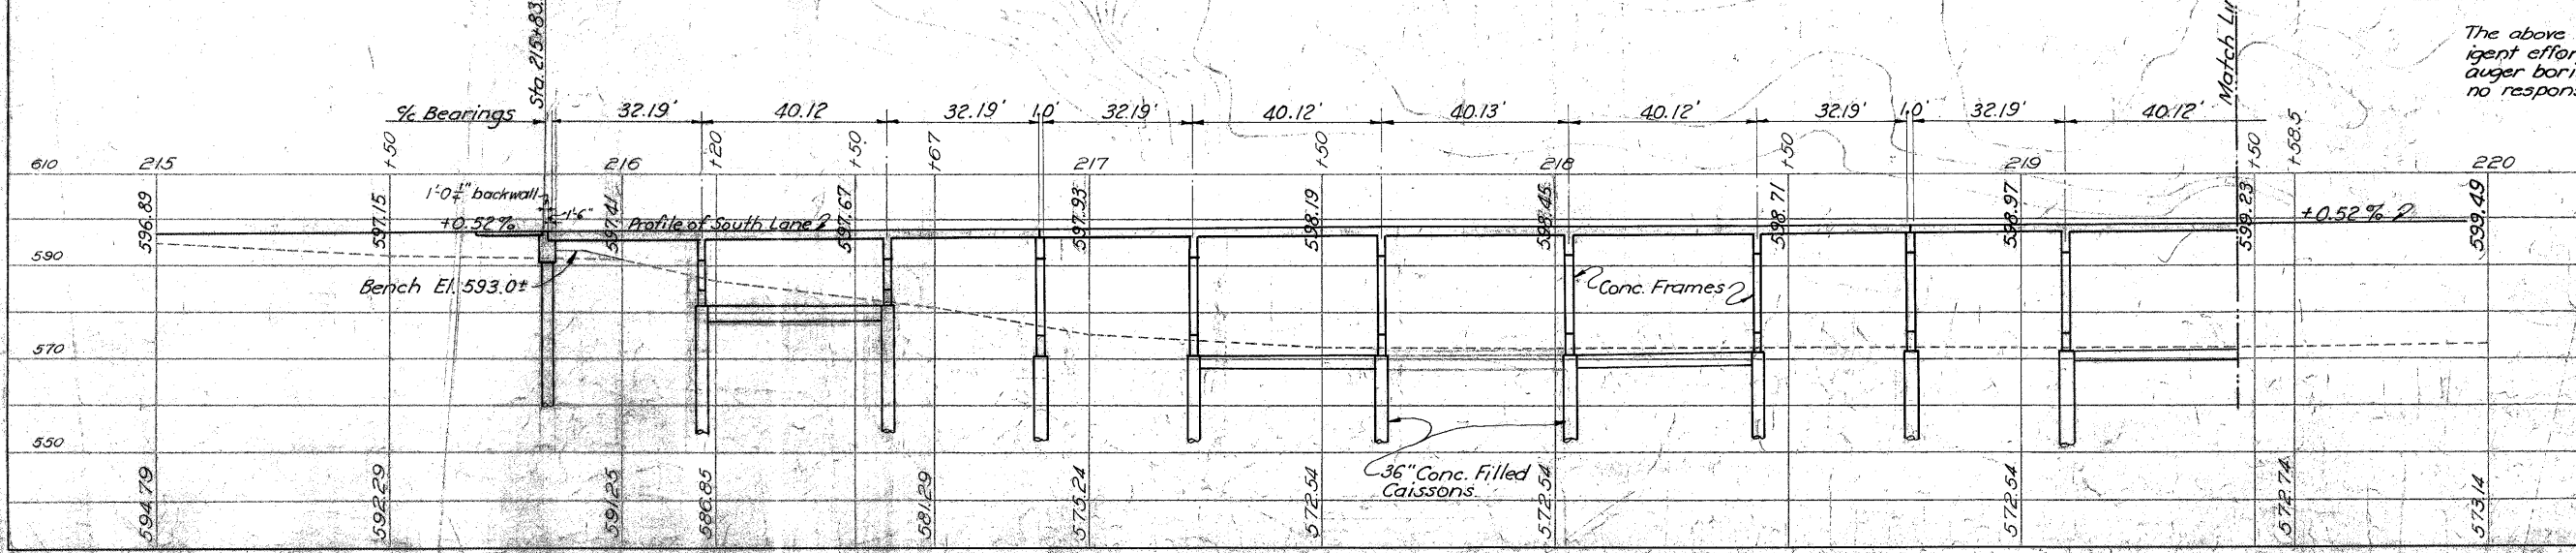 The above
igent effor
auger bori
no respons
Sta. 215+83.
Match Lin
℄ Bearings
32.19' 40.12 32.19' 1.0' 32.19' 40.12' 40.13' 40.12' 32.19' 1.0' 32.19' 40.12'
+50 +20 +50 +67 +50 +50 +50 +58.5
610 215 216 217 218 219 220
1'-0±" backwall
1'-6"
+0.52%
Profile of South Lane
+0.52 %
596.89 597.15 597.41 597.67 597.93 598.19 598.45 598.71 598.97 599.23 599.49
590
Bench El. 593.0±
Conc. Frames
570
550
36" Conc. Filled
Caissons.
594.79 592.29 591.25 586.85 581.29 575.24 572.54 572.54 572.54 572.74 573.14